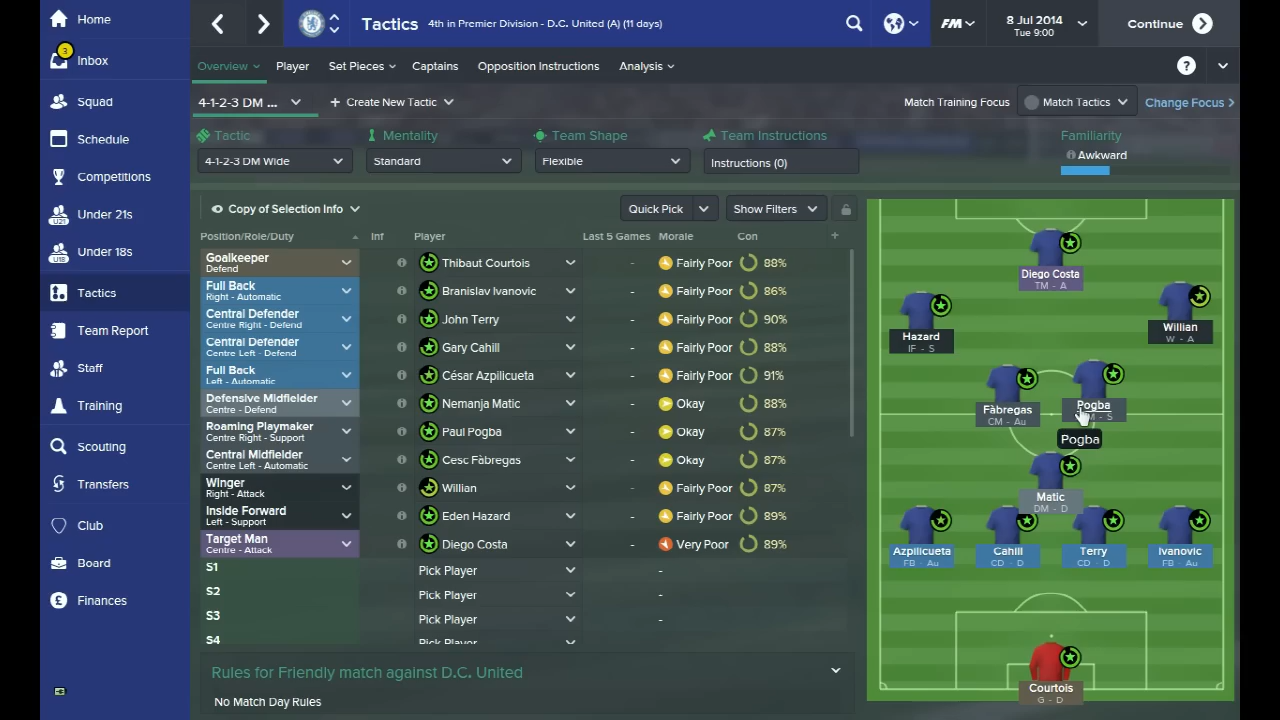 Home
3
Inbox
Squad
Schedule
Competitions
U21
Under 21s
U18
Under 18s
Tactics
Team Report
Staff
Training
Scouting
Transfers
Club
Board
£
Finances
Tactics
4th in Premier Division - D.C. United (A) (11 days)
FM
8 Jul 2014
Tue 9:00
Continue
Overview
Player
Set Pieces
Captains
Opposition Instructions
Analysis
?
4-1-2-3 DM ...
+ Create New Tactic
Match Training Focus
Match Tactics
Change Focus
Tactic
Mentality
Team Shape
Team Instructions
Familiarity
4-1-2-3 DM Wide
Standard
Flexible
Instructions (0)
Awkward
Copy of Selection Info
Quick Pick
Show Filters
Position/Role/Duty
Inf
Player
Last 5 Games
Morale
Con
+
Goalkeeper
Defend
Thibaut Courtois
-
Fairly Poor
88%
Full Back
Right - Automatic
Branislav Ivanovic
-
Fairly Poor
86%
Central Defender
Centre Right - Defend
John Terry
-
Fairly Poor
90%
Central Defender
Centre Left - Defend
Gary Cahill
-
Fairly Poor
88%
Full Back
Left - Automatic
César Azpilicueta
-
Fairly Poor
91%
Defensive Midfielder
Centre - Defend
Nemanja Matic
-
Okay
88%
Roaming Playmaker
Centre Right - Support
Paul Pogba
-
Okay
87%
Central Midfielder
Centre Left - Automatic
Cesc Fàbregas
-
Okay
87%
Winger
Right - Attack
Willian
-
Fairly Poor
87%
Inside Forward
Left - Support
Eden Hazard
-
Fairly Poor
89%
Target Man
Centre - Attack
Diego Costa
-
Very Poor
89%
S1
Pick Player
-
S2
Pick Player
-
S3
Pick Player
-
S4
Pick Player
-
Rules for Friendly match against D.C. United
No Match Day Rules
Diego Costa
TM - A
Hazard
IF - S
Willian
W - A
Fàbregas
CM - Au
Pogba
- S
Pogba
Matic
DM - D
Azpilicueta
FB - Au
Cahill
CD - D
Terry
CD - D
Ivanovic
FB - Au
Courtois
G - D